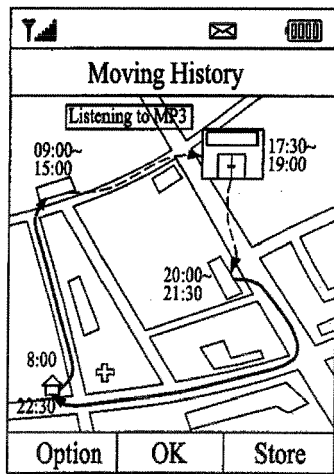 Moving History
Listening to MP3
09:00~
15:00
17:30~
19:00
20:00~
21:30
8:00
22:30
Option
OK
Store